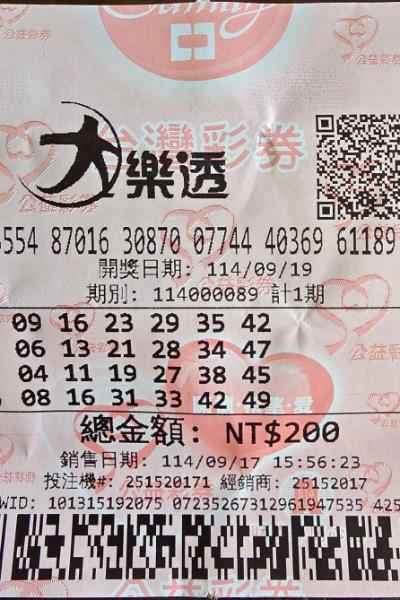 Family
台灣彩券
大樂透
554 87016 30870 07744 40369 61189
開獎日期: 114/09/19
期別: 114000089 計1期
09 16 23 29 35 42
06 13 21 28 34 47
04 11 19 27 38 45
08 16 31 33 42 49
總金額: NT$200
銷售日期: 114/09/17 15:56:23
投注機#: 251520171 經銷商: 25152017
WID: 101315192075 07235267312961947535 425
公益彩券